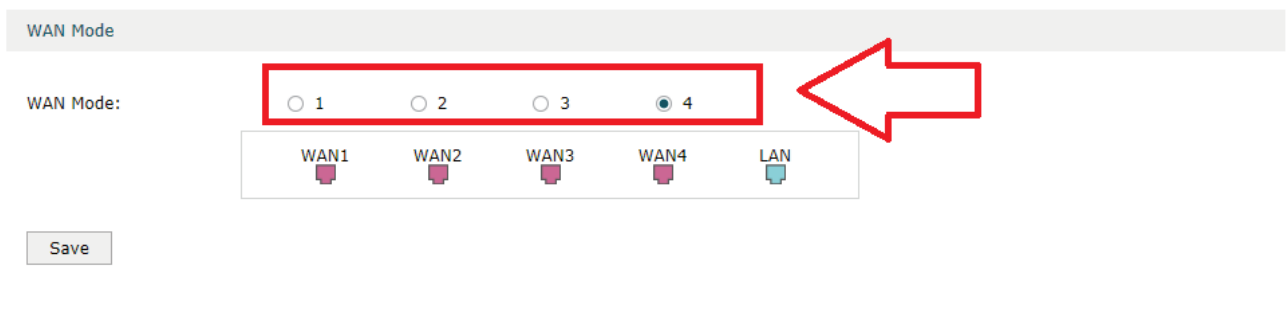 WAN Mode
WAN Mode: 1 2 3 4
WAN1 WAN2 WAN3 WAN4 LAN
Save